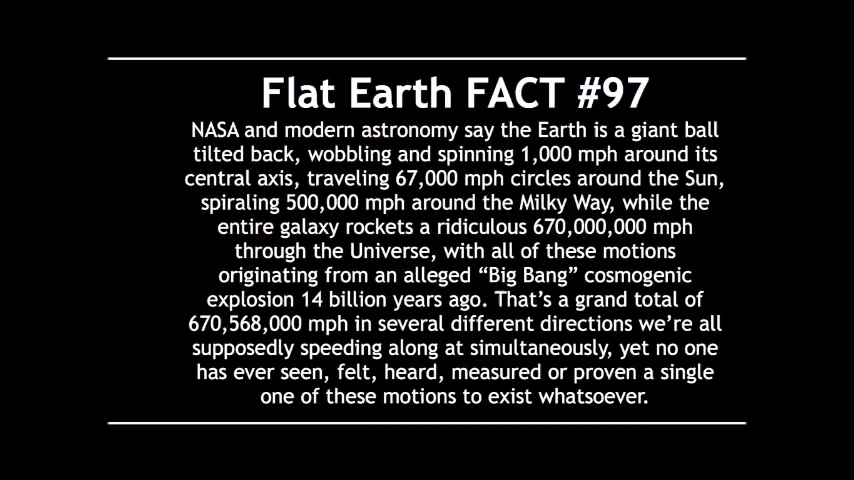 Flat Earth FACT #97
NASA and modern astronomy say the Earth is a giant ball
tilted back, wobbling and spinning 1,000 mph around its
central axis, traveling 67,000 mph circles around the Sun,
spiraling 500,000 mph around the Milky Way, while the
entire galaxy rockets a ridiculous 670,000,000 mph
through the Universe, with all of these motions
originating from an alleged “Big Bang” cosmogenic
explosion 14 billion years ago. That’s a grand total of
670,568,000 mph in several different directions we’re all
supposedly speeding along at simultaneously, yet no one
has ever seen, felt, heard, measured or proven a single
one of these motions to exist whatsoever.